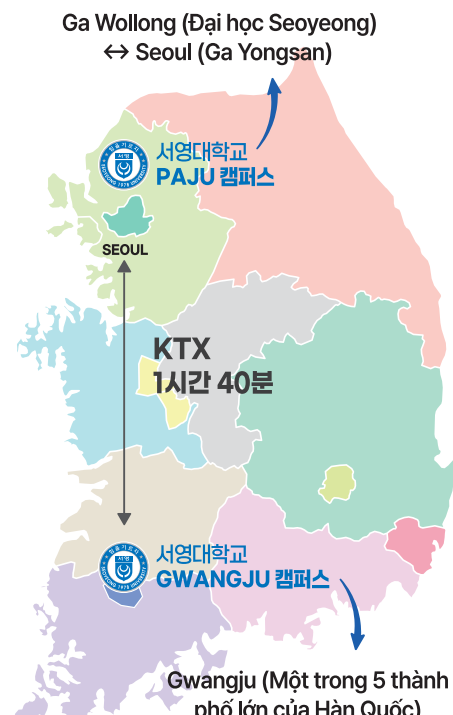 Ga Wollong (Đại học Seoyeong)
↔ Seoul (Ga Yongsan)
서영대학교
PAJU 캠퍼스
SEOUL
KTX
1시간 40분
서영대학교
GWANGJU 캠퍼스
Gwangju (Một trong 5 thành
phố lớn của Hàn Quốc)